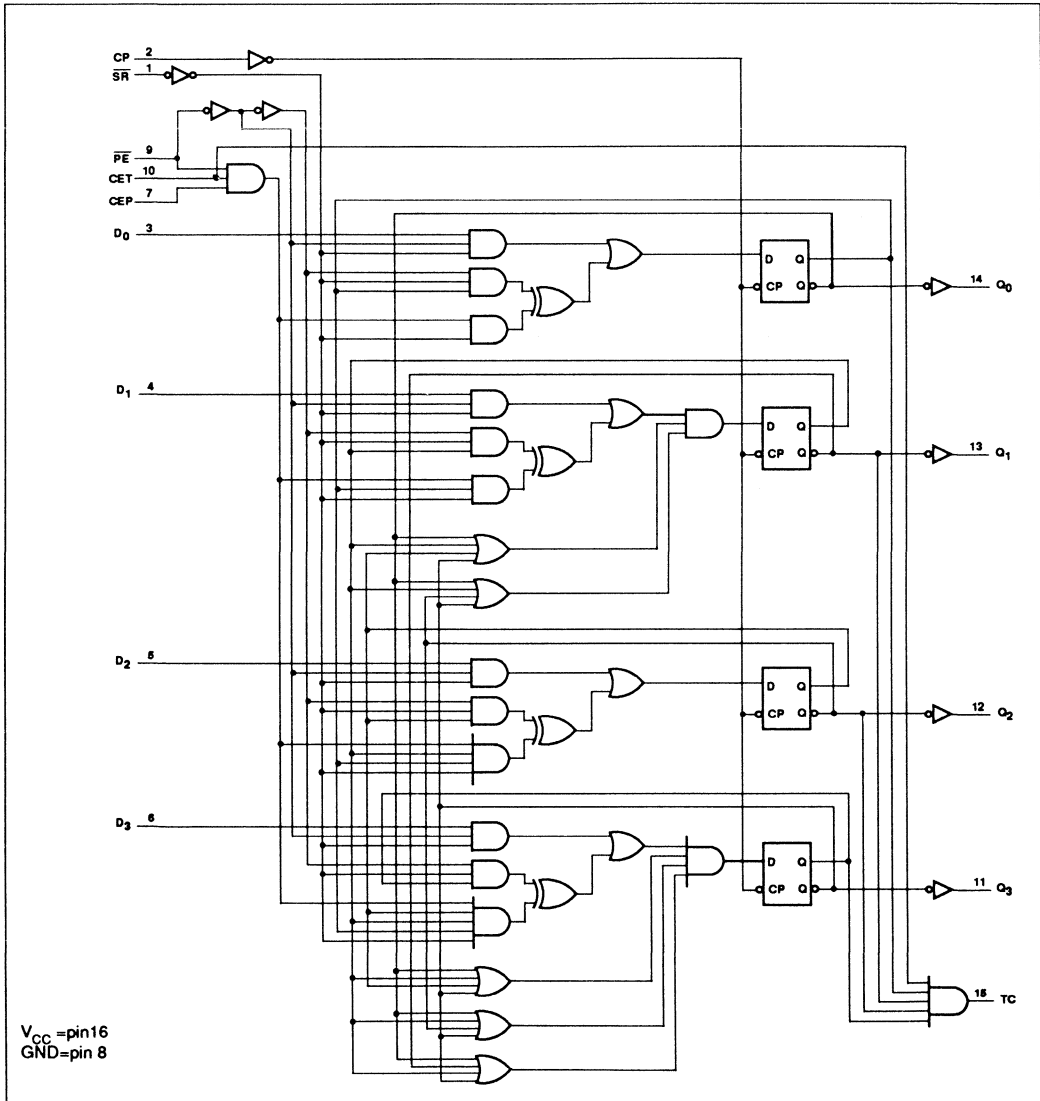 CP 2
SR 1
PE 9
CET 10
CEP 7
D0 3
D Q
CP Q
14 Q0
D1 4
D Q
CP Q
13 Q1
D2 5
D Q
CP Q
12 Q2
D3 6
D Q
CP Q
11 Q3
15 TC
VCC =pin16
GND=pin 8